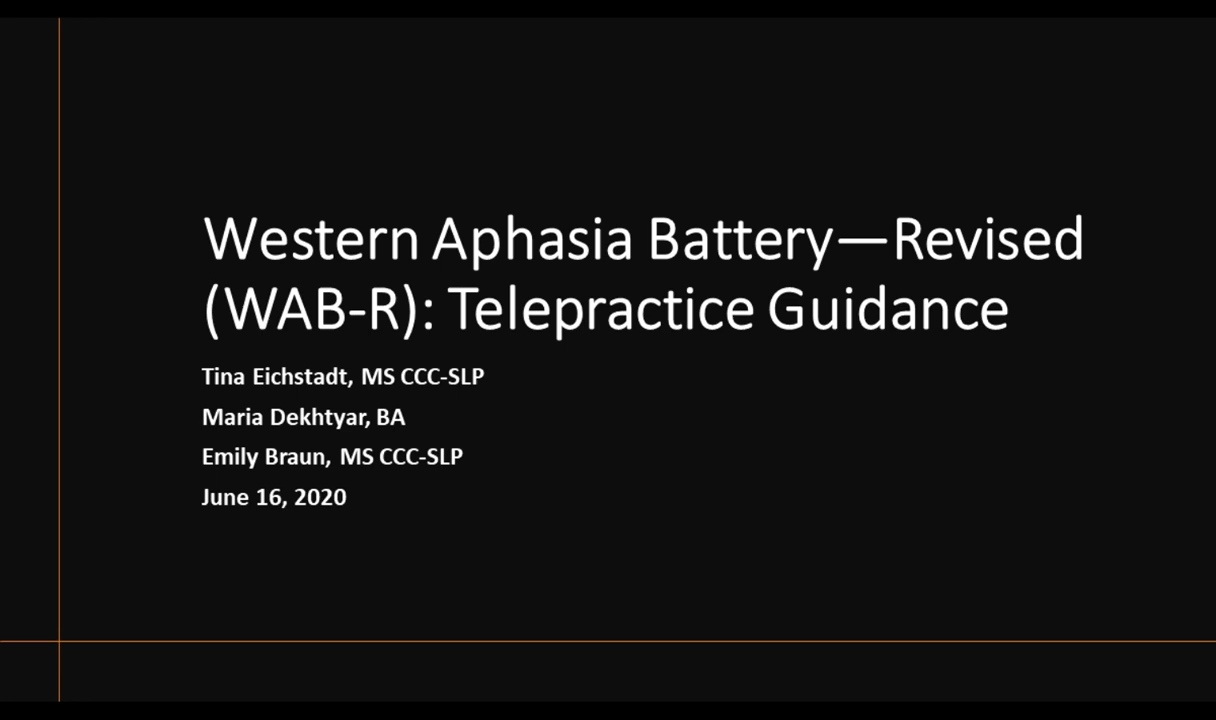 Western Aphasia Battery—Revised
(WAB-R): Telepractice Guidance
Tina Eichstadt, MS CCC-SLP
Maria Dekhtyar, BA
Emily Braun, MS CCC-SLP
June 16, 2020